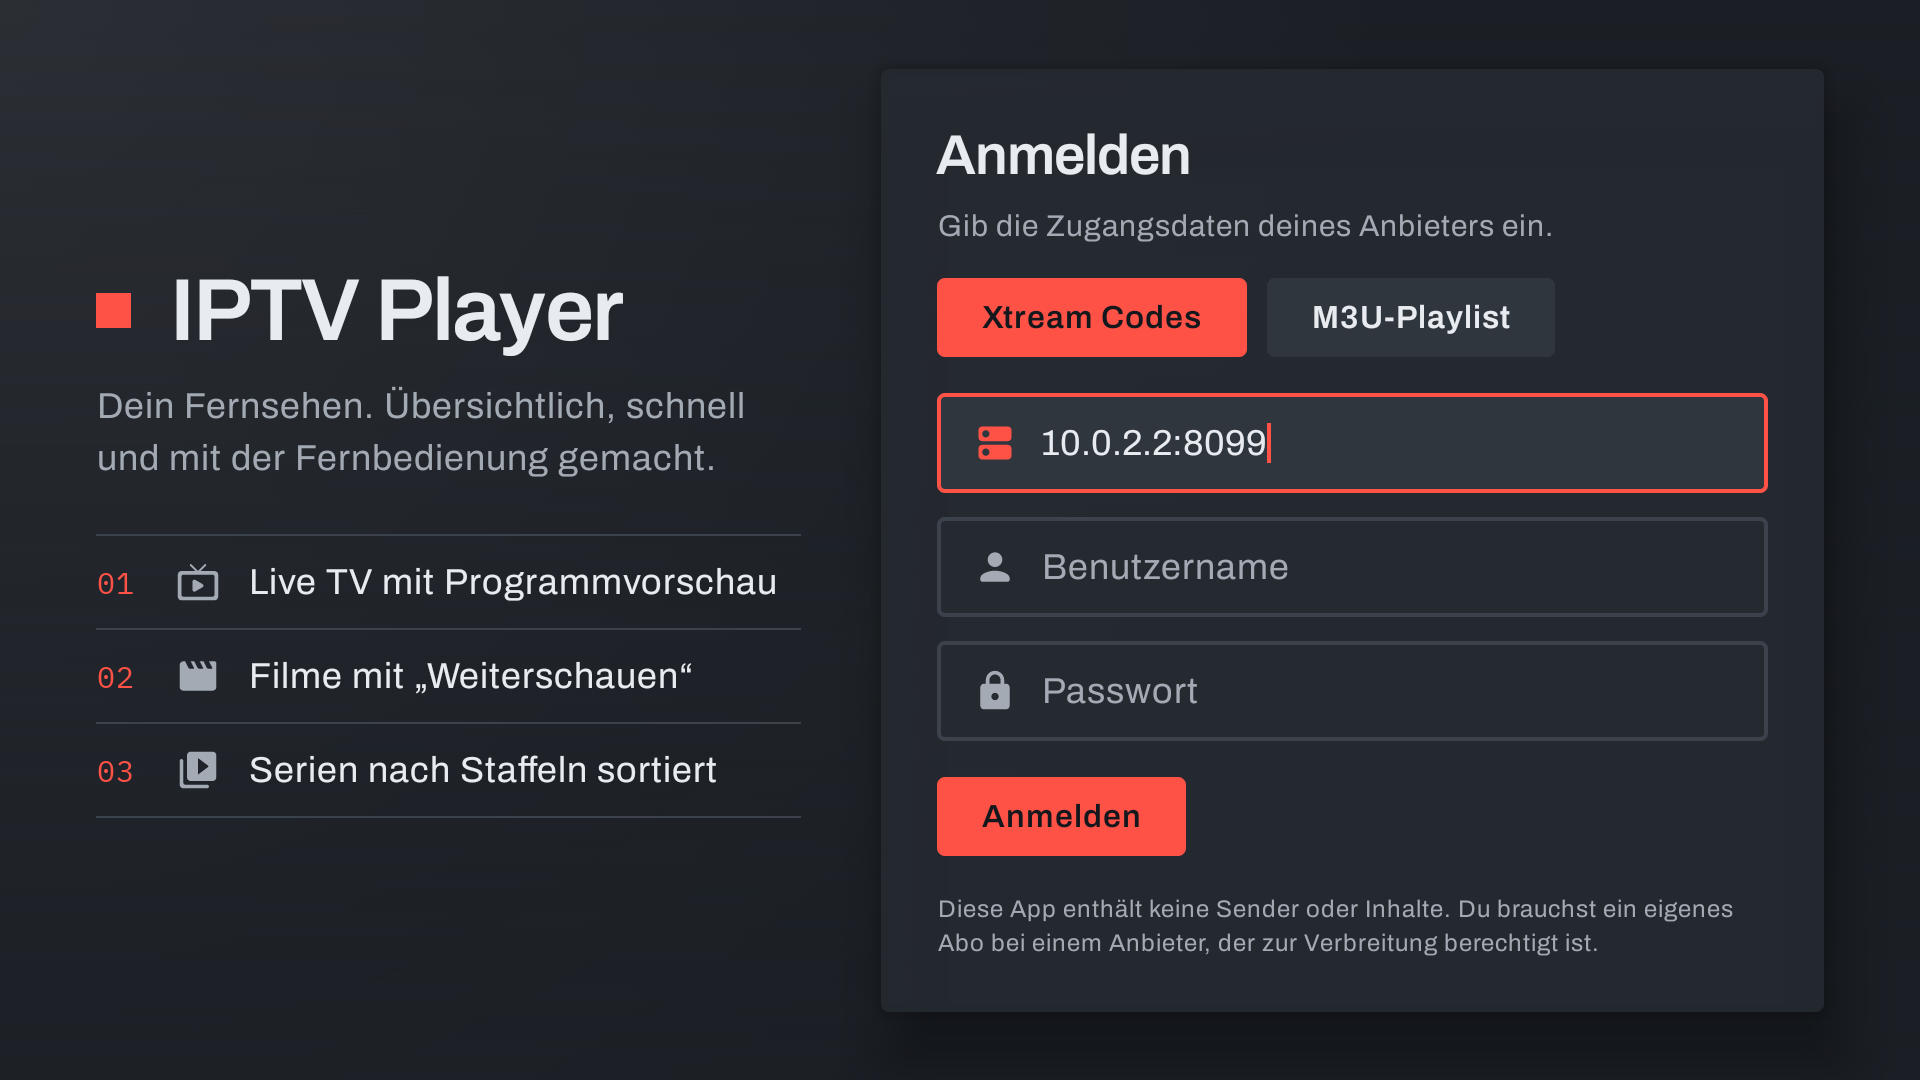 IPTV Player
Dein Fernsehen. Übersichtlich, schnell
und mit der Fernbedienung gemacht.
01 Live TV mit Programmvorschau
02 Filme mit „Weiterschauen“
03 Serien nach Staffeln sortiert
Anmelden
Gib die Zugangsdaten deines Anbieters ein.
Xtream Codes M3U-Playlist
10.0.2.2:8099
Benutzername
Passwort
Anmelden
Diese App enthält keine Sender oder Inhalte. Du brauchst ein eigenes
Abo bei einem Anbieter, der zur Verbreitung berechtigt ist.